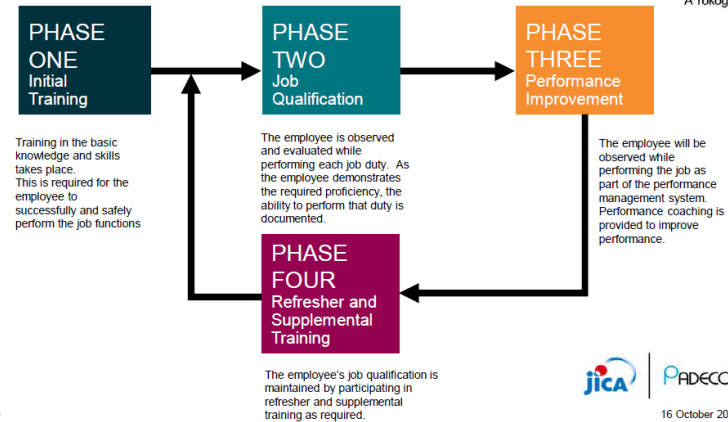 A Yokog
PHASE
ONE
Initial
Training
PHASE
TWO
Job
Qualification
PHASE
THREE
Performance
Improvement
Training in the basic
knowledge and skills
takes place.
This is required for the
employee to
successfully and safely
perform the job functions
The employee is observed
and evaluated while
performing each job duty. As
the employee demonstrates
the required proficiency, the
ability to perform that duty is
documented.
The employee will be
observed while
performing the job as
part of the performance
management system.
Performance coaching is
provided to improve
performance.
PHASE
FOUR
Refresher and
Supplemental
Training
The employee's job qualification is
maintained by participating in
refresher and supplemental
training as required.
jICA
PADECO
16 October 20